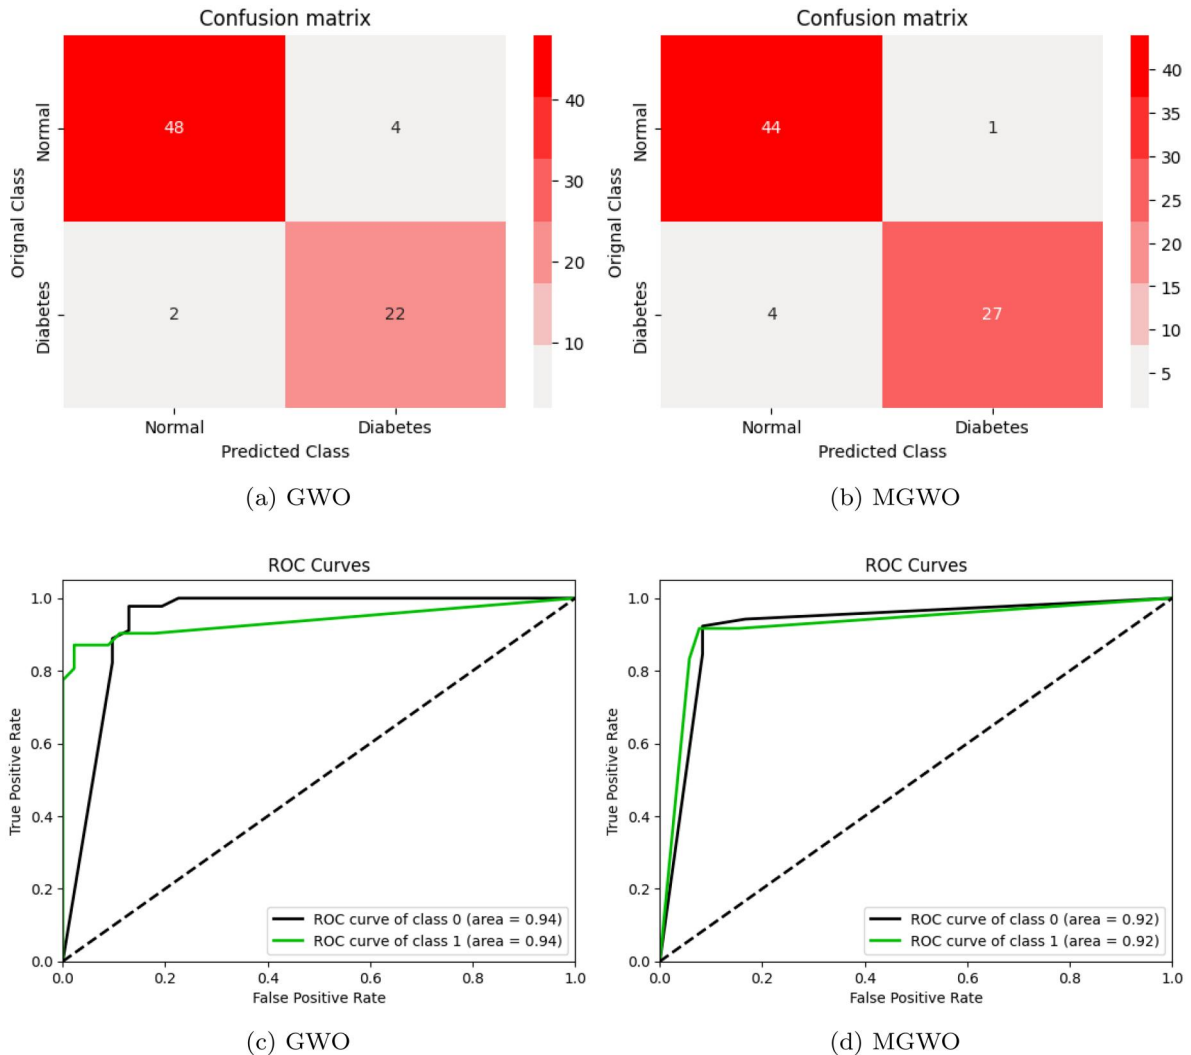 Confusion matrix
Orignal Class
Normal
Diabetes
48
4
2
22
Normal
Diabetes
Predicted Class
40
30
20
10
(a) GWO
Confusion matrix
Orignal Class
Normal
Diabetes
44
1
4
27
Normal
Diabetes
Predicted Class
40
35
30
25
20
15
10
5
(b) MGWO
ROC Curves
True Positive Rate
1.0
0.8
0.6
0.4
0.2
0.0
0.0
0.2
0.4
0.6
0.8
1.0
False Positive Rate
ROC curve of class 0 (area = 0.94)
ROC curve of class 1 (area = 0.94)
(c) GWO
ROC Curves
True Positive Rate
1.0
0.8
0.6
0.4
0.2
0.0
0.0
0.2
0.4
0.6
0.8
1.0
False Positive Rate
ROC curve of class 0 (area = 0.92)
ROC curve of class 1 (area = 0.92)
(d) MGWO